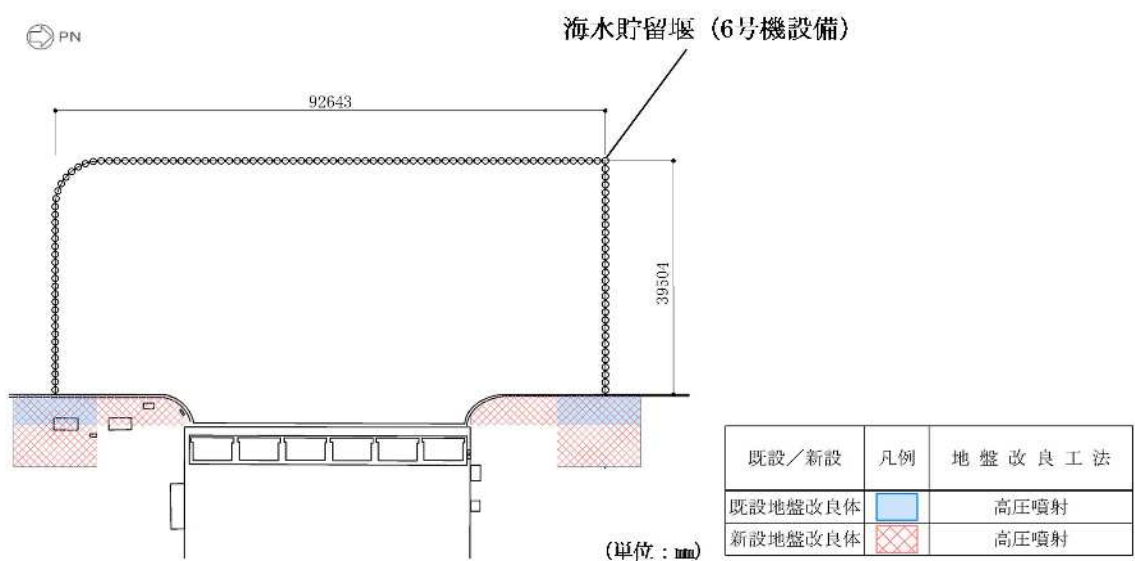 PN
海水貯留堰（6号機設備）
92643
39504
既設／新設 凡例 地盤改良工法
既設地盤改良体 高圧噴射
新設地盤改良体 高圧噴射
(単位：㎜)